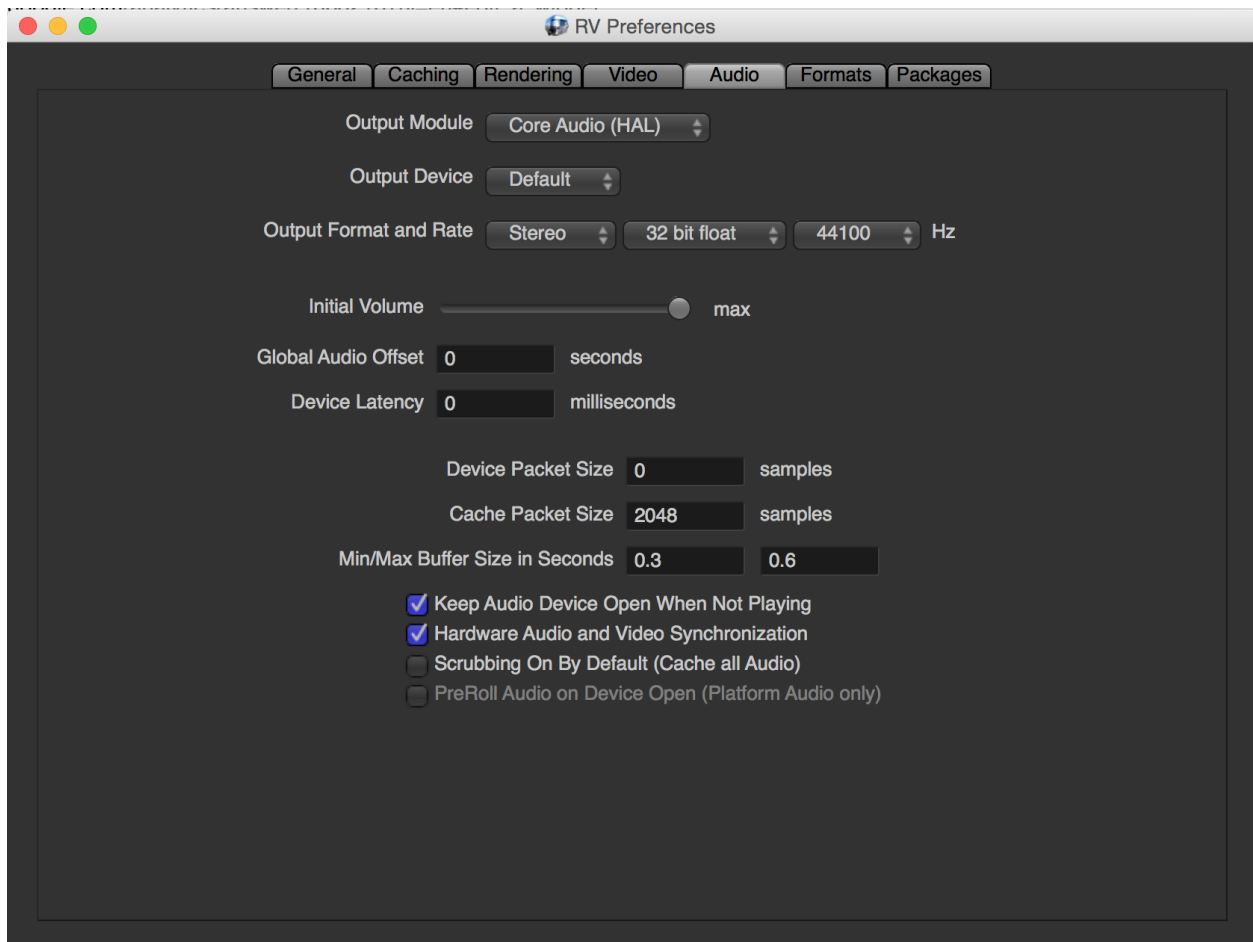 RV Preferences
General Caching Rendering Video Audio Formats Packages
Output Module Core Audio (HAL)
Output Device Default
Output Format and Rate Stereo 32 bit float 44100 Hz
Initial Volume max
Global Audio Offset 0 seconds
Device Latency 0 milliseconds
Device Packet Size 0 samples
Cache Packet Size 2048 samples
Min/Max Buffer Size in Seconds 0.3 0.6
Keep Audio Device Open When Not Playing
Hardware Audio and Video Synchronization
Scrubbing On By Default (Cache all Audio)
PreRoll Audio on Device Open (Platform Audio only)